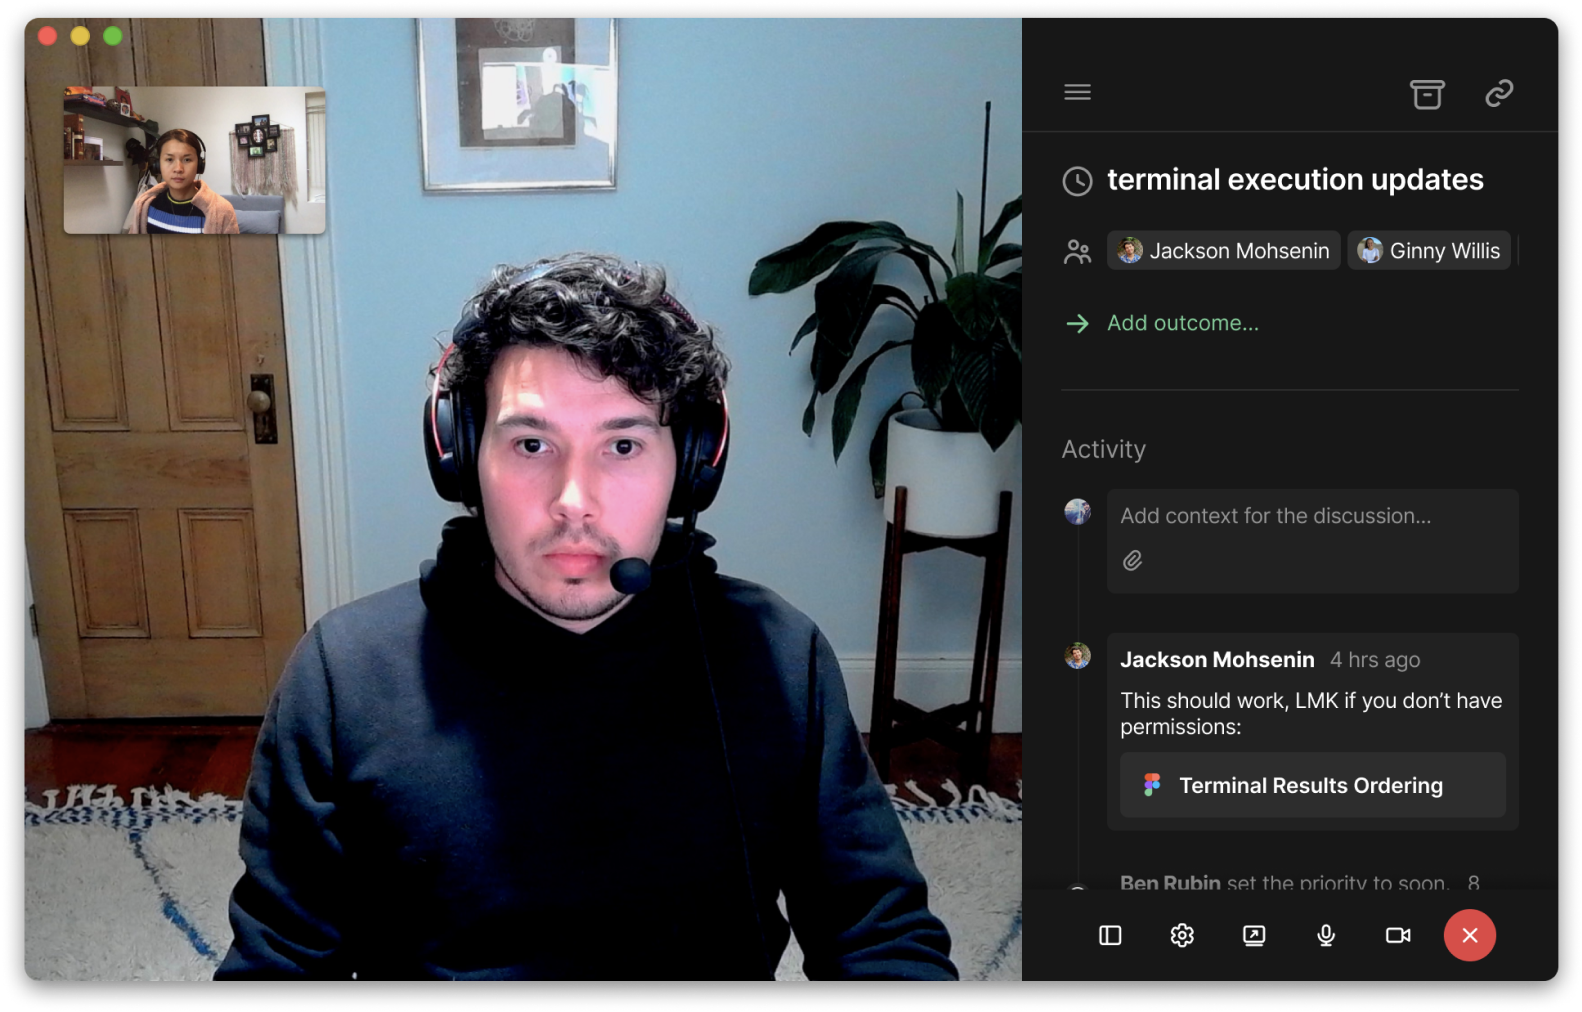 terminal execution updates
Jackson Mohsenin Ginny Willis
Add outcome...
Activity
Add context for the discussion...
Jackson Mohsenin 4 hrs ago
This should work, LMK if you don’t have
permissions:
Terminal Results Ordering
Ben Rubin set the priority to soon. 8